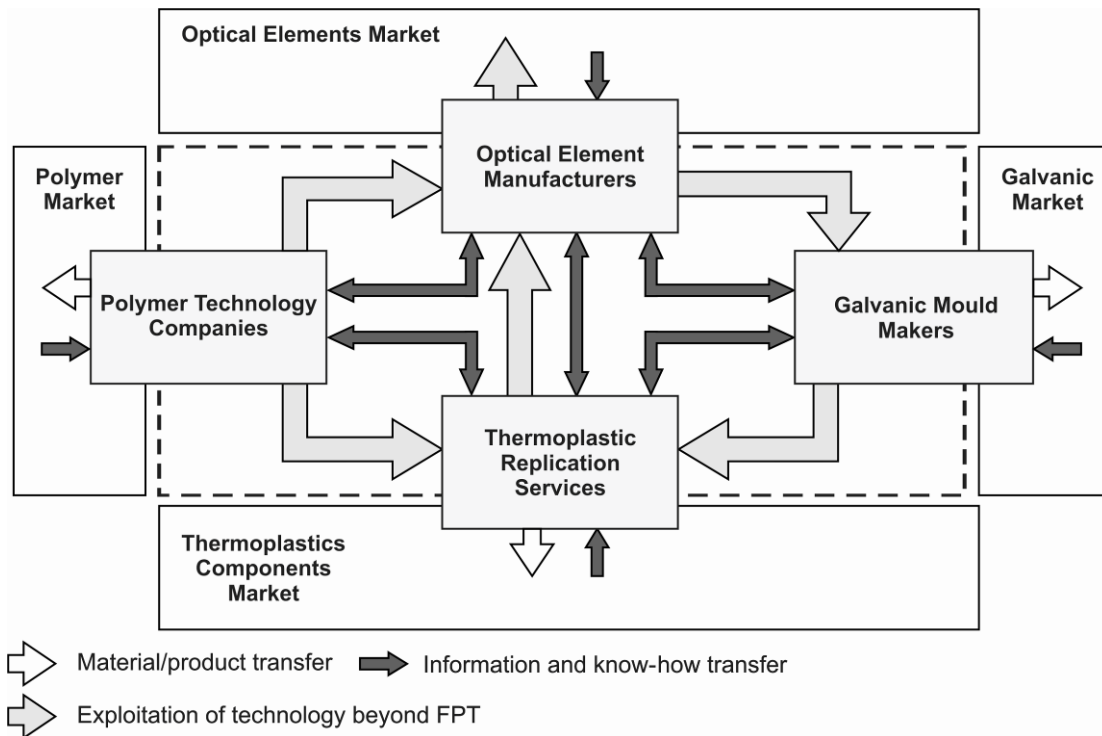 Optical Elements Market
Optical Element
Manufacturers
Polymer
Market
Galvanic
Market
Polymer Technology
Companies
Galvanic Mould
Makers
Thermoplastic
Replication
Services
Thermoplastics
Components
Market
Material/product transfer
Information and know-how transfer
Exploitation of technology beyond FPT